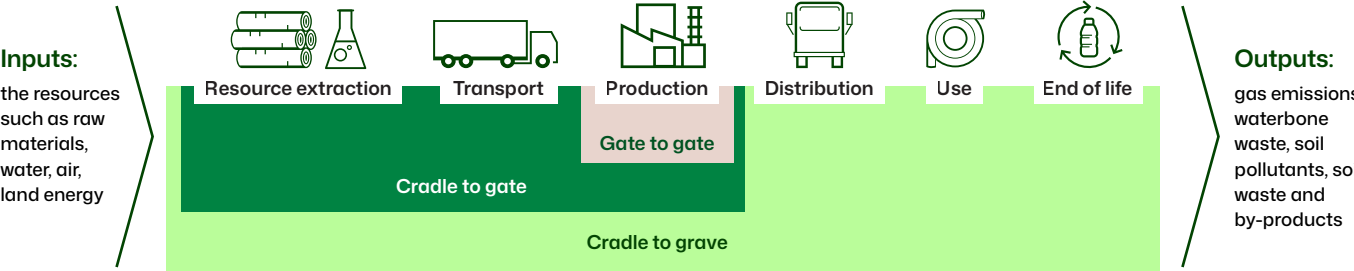 Inputs:
the resources
such as raw
materials,
water, air,
land energy
Resource extraction
Transport
Production
Distribution
Use
End of life
Gate to gate
Cradle to gate
Cradle to grave
Outputs:
gas emissions
waterbone
waste, soil
pollutants, so
waste and
by-products